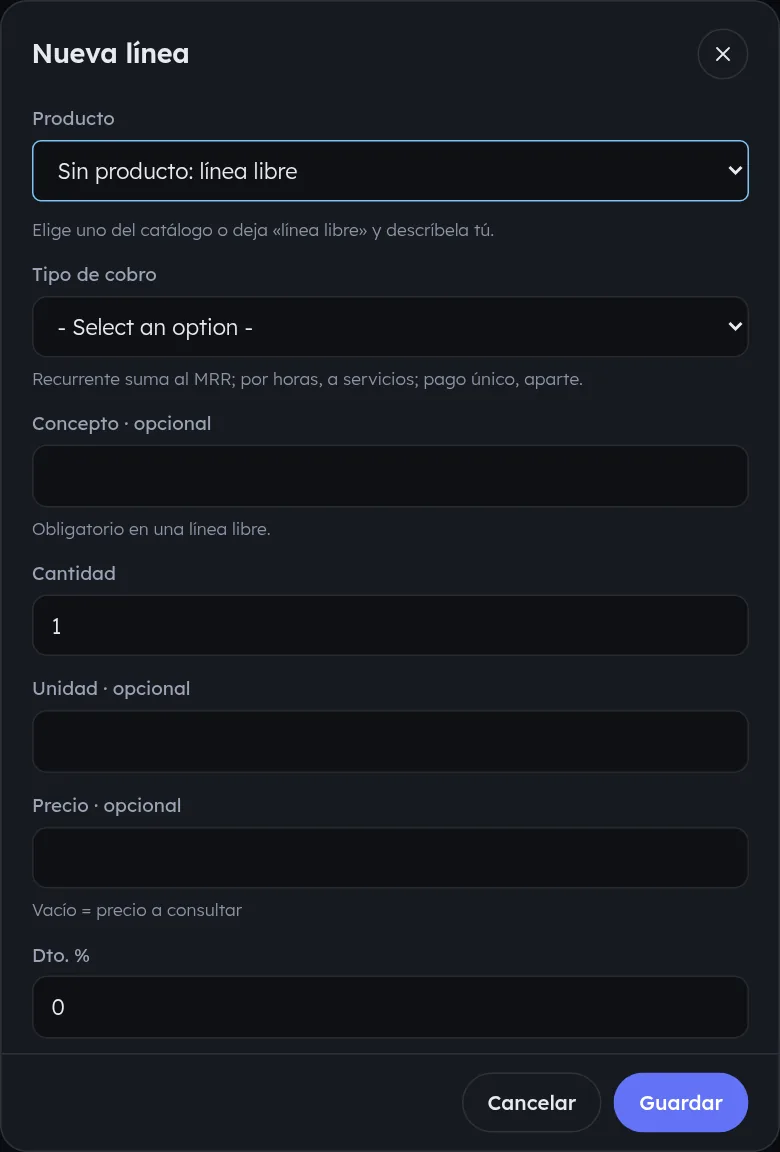 Nueva línea
Producto
Sin producto: línea libre
Elige uno del catálogo o deja «línea libre» y descríbela tú.
Tipo de cobro
- Select an option -
Recurrente suma al MRR; por horas, a servicios; pago único, aparte.
Concepto · opcional
Obligatorio en una línea libre.
Cantidad
1
Unidad · opcional
Precio · opcional
Vacío = precio a consultar
Dto. %
0
Cancelar
Guardar